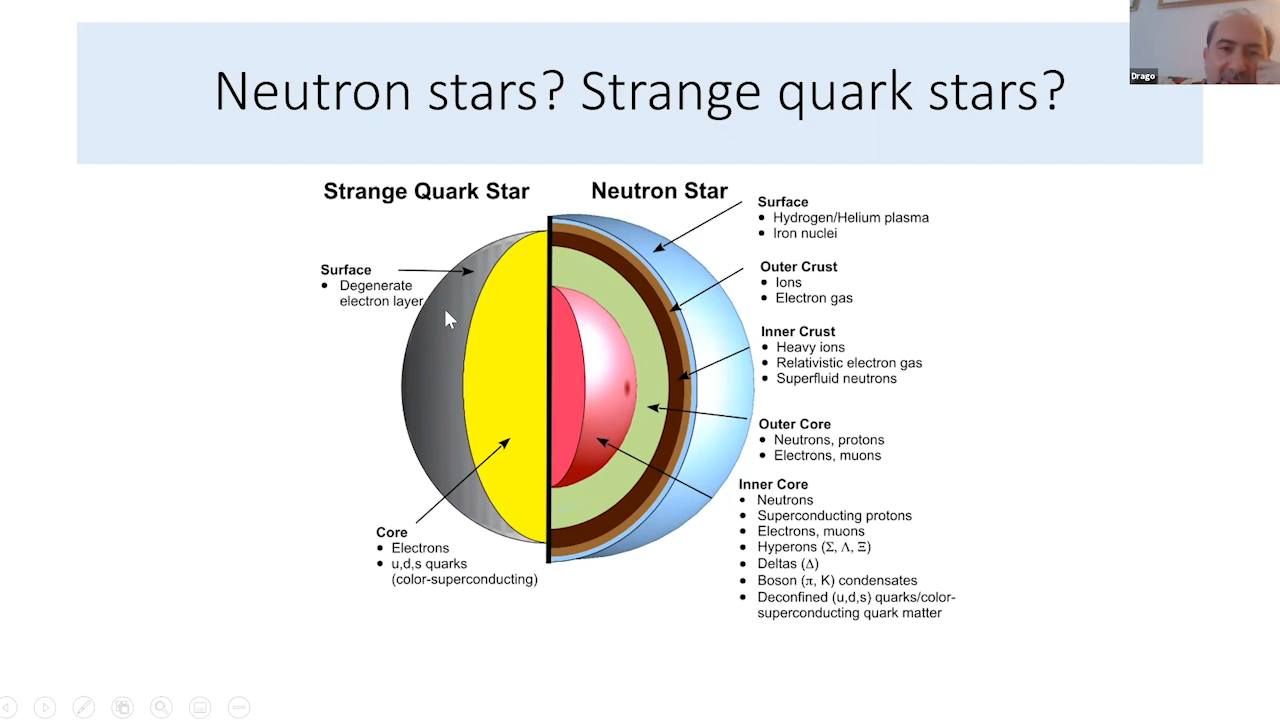 Drago
Neutron stars? Strange quark stars?
Strange Quark Star
Neutron Star
Surface
• Degenerate
electron layer
Core
• Electrons
• u,d,s quarks
(color-superconducting)
Surface
• Hydrogen/Helium plasma
• Iron nuclei
Outer Crust
• Ions
• Electron gas
Inner Crust
• Heavy ions
• Relativistic electron gas
• Superfluid neutrons
Outer Core
• Neutrons, protons
• Electrons, muons
Inner Core
• Neutrons
• Superconducting protons
• Electrons, muons
• Hyperons (Σ, Λ, Ξ)
• Deltas (Δ)
• Boson (π, K) condensates
• Deconfined (u,d,s) quarks/color-
superconducting quark matter